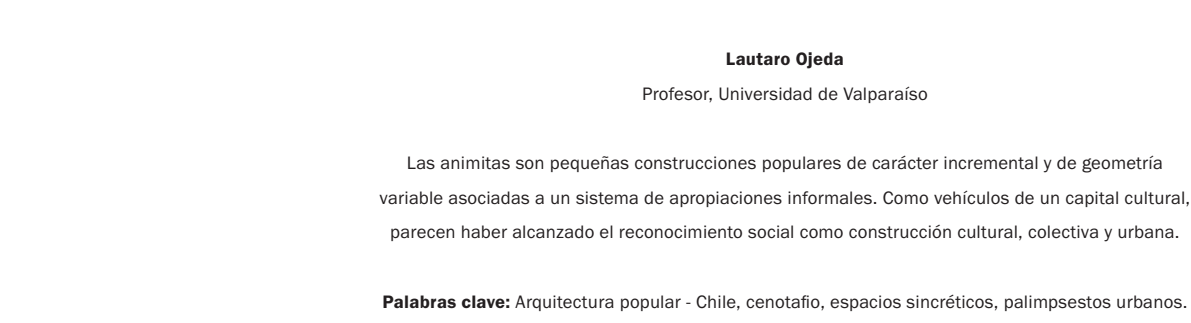 Lautaro Ojeda
Profesor, Universidad de Valparaíso
Las animitas son pequeñas construcciones populares de carácter incremental y de geometría
variable asociadas a un sistema de apropiaciones informales. Como vehículos de un capital cultural,
parecen haber alcanzado el reconocimiento social como construcción cultural, colectiva y urbana.
Palabras clave: Arquitectura popular - Chile, cenotafio, espacios sincréticos, palimpsestos urbanos.